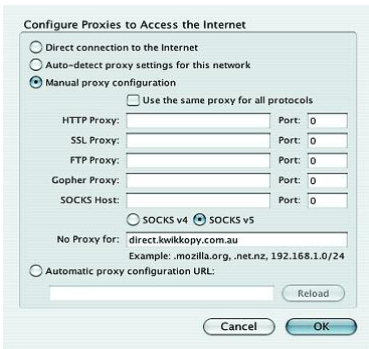 Configure Proxies to Access the Internet
Direct connection to the Internet
Auto-detect proxy settings for this network
Manual proxy configuration
Use the same proxy for all protocols
HTTP Proxy: Port: 0
SSL Proxy: Port: 0
FTP Proxy: Port: 0
Gopher Proxy: Port: 0
SOCKS Host: Port: 0
SOCKS v4 SOCKS v5
No Proxy for: direct.kwikkopy.com.au
Example: .mozilla.org, .net.nz, 192.168.1.0/24
Automatic proxy configuration URL:
Reload
Cancel OK